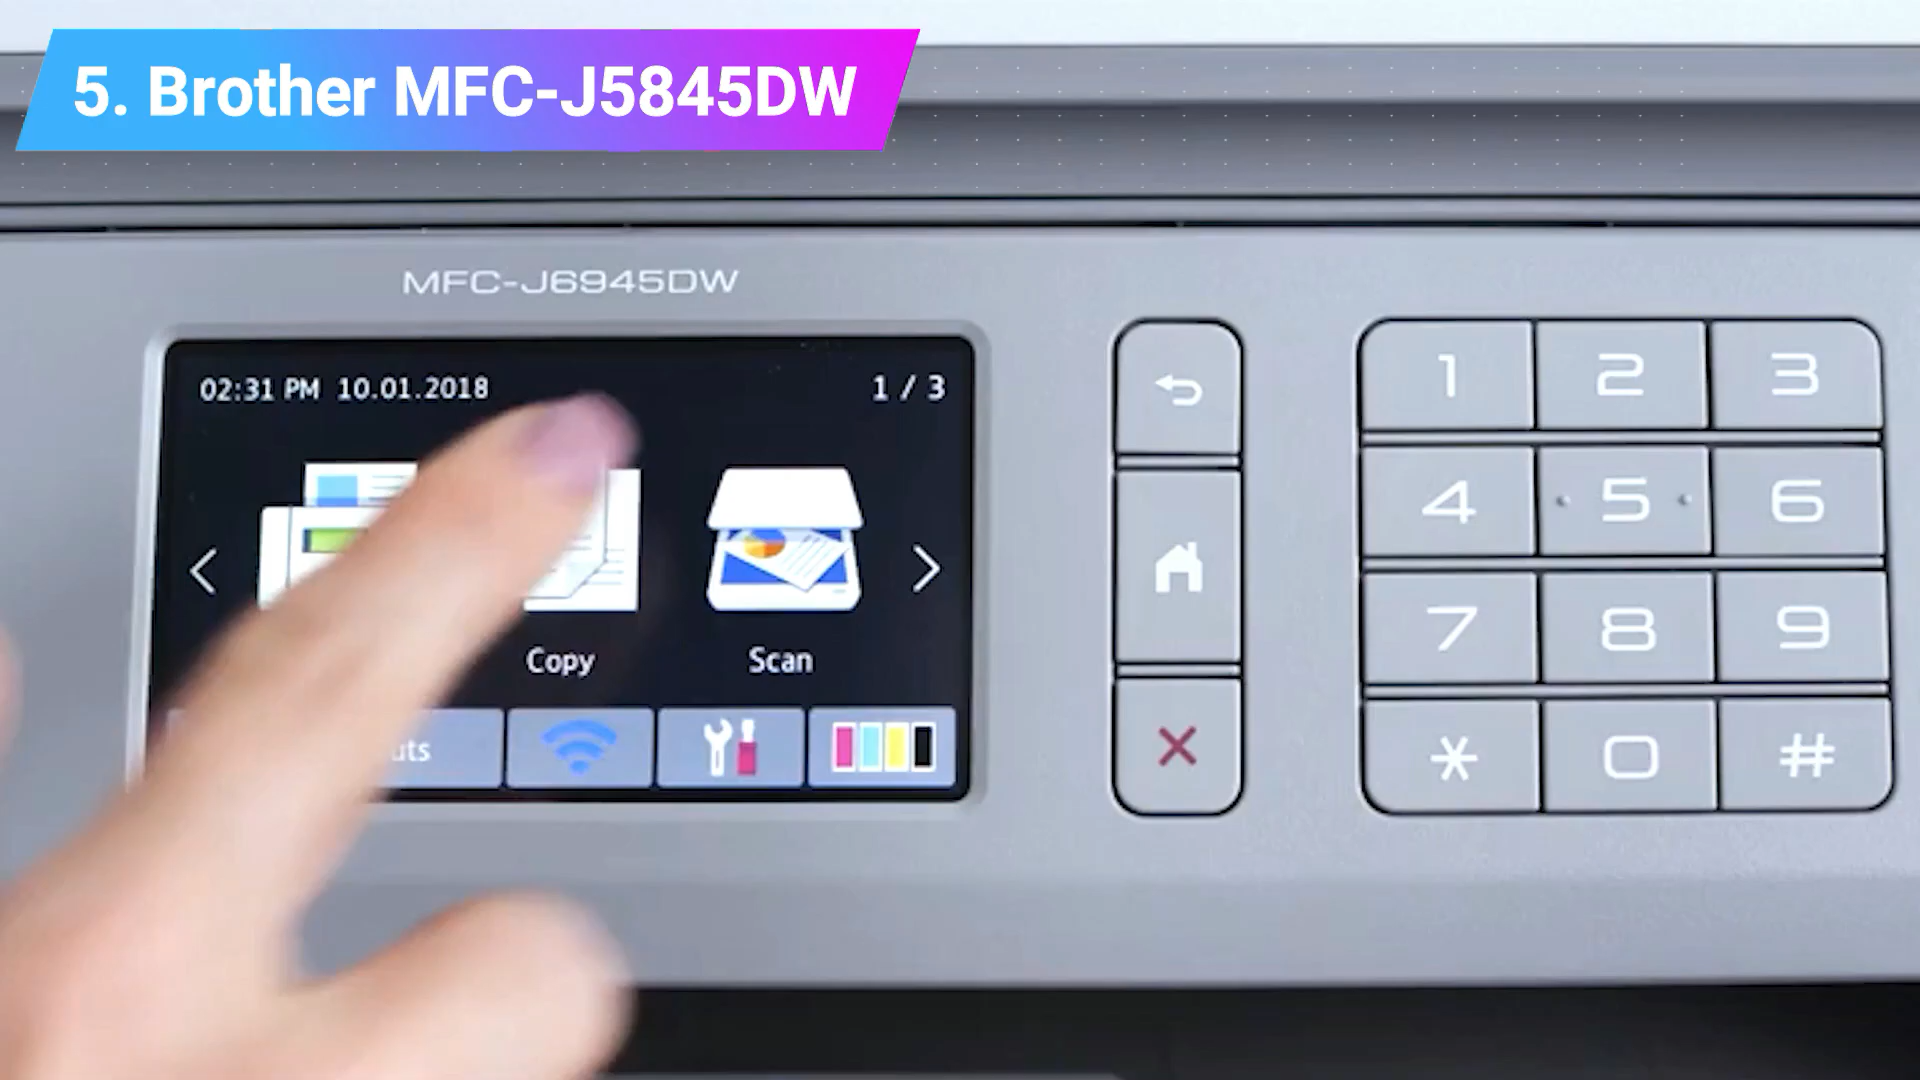 5. Brother MFC-J5845DW
MFC-J6945DW
02:31 PM 10.01.2018
1 / 3
Copy
Scan
1 2 3
4 5 6
7 8 9
* 0 #